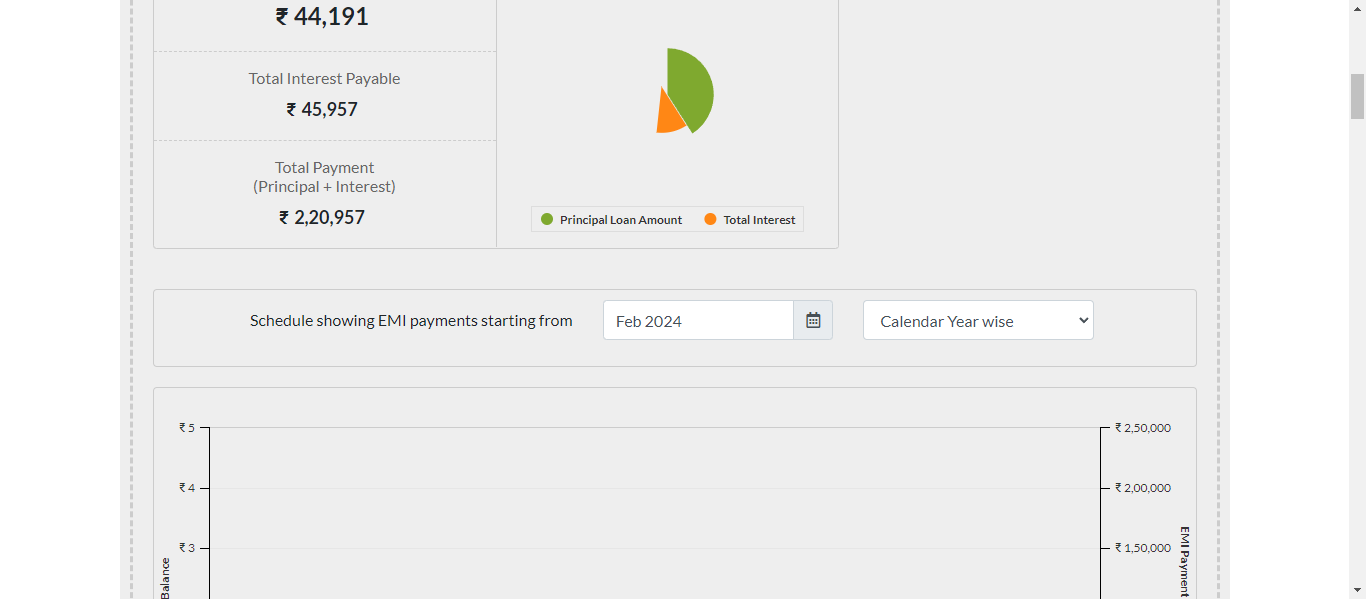 ₹ 44,191
Total Interest Payable
₹ 45,957
Total Payment
(Principal + Interest)
₹ 2,20,957
Principal Loan Amount
Total Interest
Schedule showing EMI payments starting from
Feb 2024
Calendar Year wise
₹ 5
₹ 4
₹ 3
Balance
₹ 2,50,000
₹ 2,00,000
₹ 1,50,000
EMI Payment